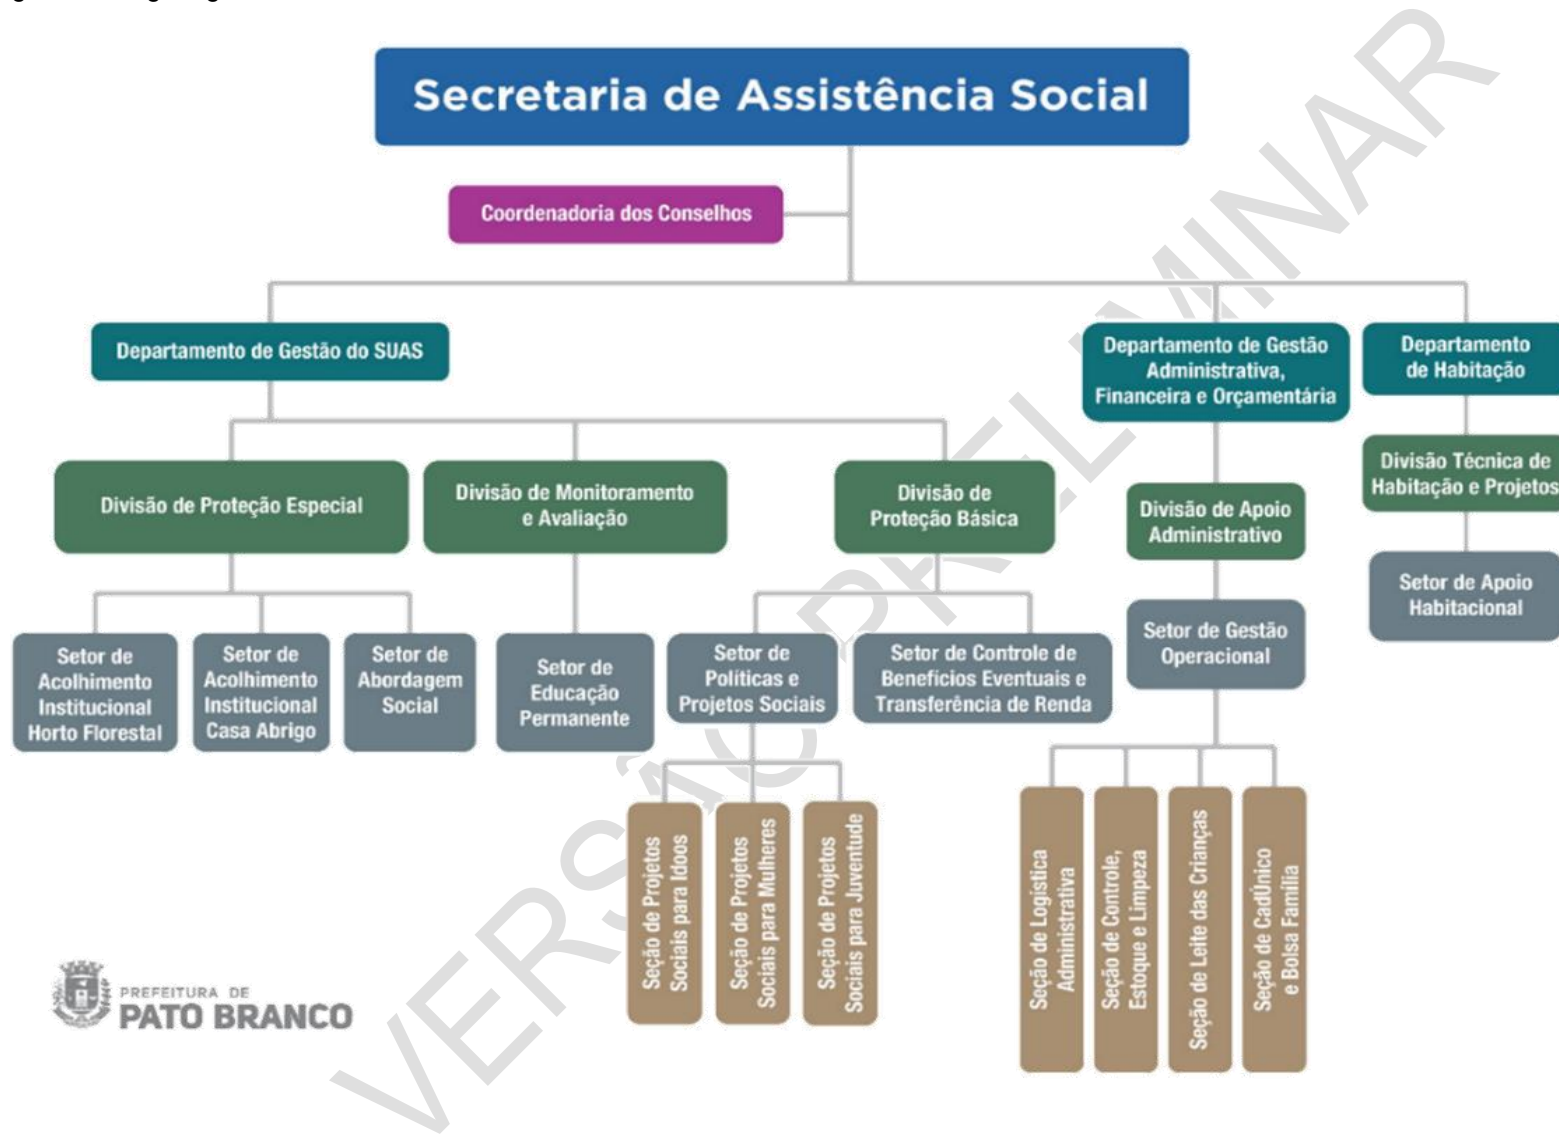 Secretaria de Assistência Social
Coordenadoria dos Conselhos
Departamento de Gestão do SUAS
Departamento de Gestão
Administrativa,
Financeira e Orçamentária
Departamento
de Habitação
Divisão de Proteção Especial
Divisão de Monitoramento
e Avaliação
Divisão de
Proteção Básica
Divisão de Apoio
Administrativo
Divisão Técnica de
Habitação e Projetos
Setor de Apoio
Habitacional
Setor de
Acolhimento
Institucional
Horto Florestal
Setor de
Acolhimento
Institucional
Casa Abrigo
Setor de
Abordagem
Social
Setor de
Educação
Permanente
Setor de
Políticas e
Projetos Sociais
Setor de Controle de
Benefícios Eventuais e
Transferência de Renda
Setor de Gestão
Operacional
Seção de Projetos
Sociais para Idoos
Seção de Projetos
Sociais para Mulheres
Seção de Projetos
Sociais para Juventude
Seção de Logística
Administrativa
Seção de Controle,
Estoque e Limpeza
Seção de Leite das Crianças
Seção de CadÚnico
e Bolsa Família
PREFEITURA DE
PATO BRANCO
VERSÃO PRELIMINAR